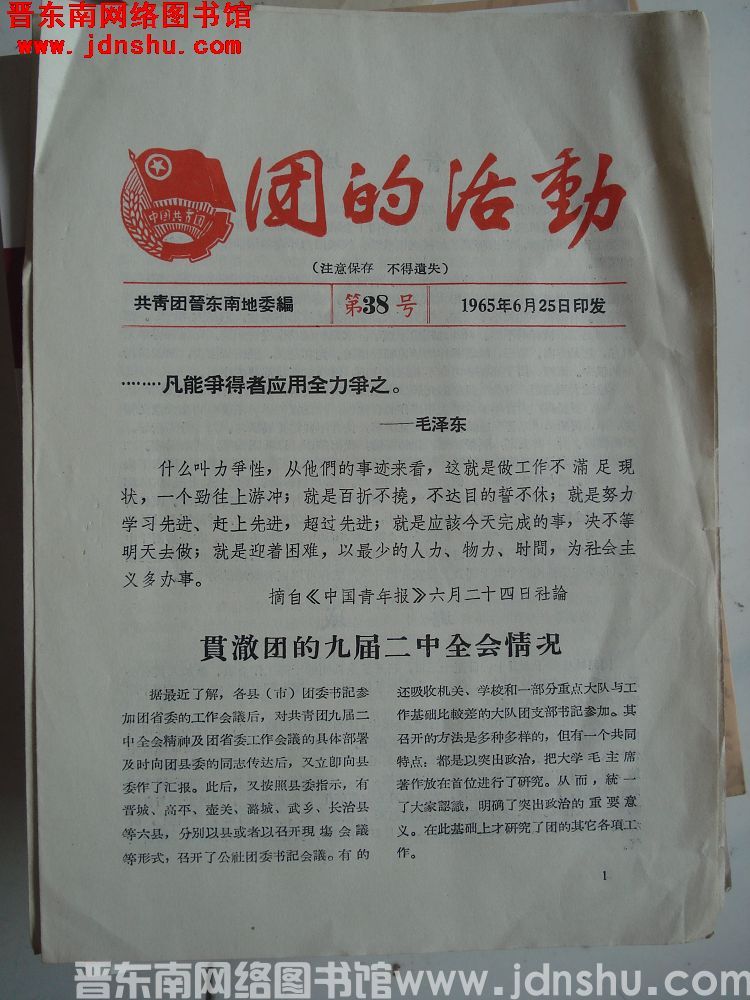 晋东南网络图书馆
www.jdnshu.com
中国共青团
团的活動
（注意保存　不得遺失）
共青团晉东南地委編
第38号
1965年6月25日印发
………凡能爭得者应用全力爭之。
——毛泽东
什么叫力爭性，从他們的事迹来看，这就是做工作不滿足現
状，一个劲往上游冲；就是百折不撓，不达目的誓不休；就是努力
学习先进、赶上先进，超过先进；就是应該今天完成的事，决不等
明天去做；就是迎着困难，以最少的人力、物力、时間，为社会主
义多办事。
摘自《中国青年报》六月二十四日社論
貫澈团的九届二中全会情况
据最近了解，各县（市）团委书記参
加团省委的工作会議后，对共青团九届二
中全会精神及团省委工作会議的具体部署
及时向团县委的同志传达后，又立卽向县
委作了汇报。此后，又按照县委指示，有
晋城、高平、壶关、潞城、武乡、长治县
等六县，分别以县或者以召开現場会議
等形式，召开了公社团委书記会議。有的
还吸收机关、学校和一部分重点大队与工
作基础比較差的大队团支部书記参加。其
召开的方法是多种多样的，但有一个共同
特点：都是以突出政治，把大学毛主席
著作放在首位进行了研究。从而，統一
了大家認識，明确了突出政治的重要意
义。在此基础上才研究了团的其它各項工
作。
1
晋东南网络图书馆www.jdnshu.com